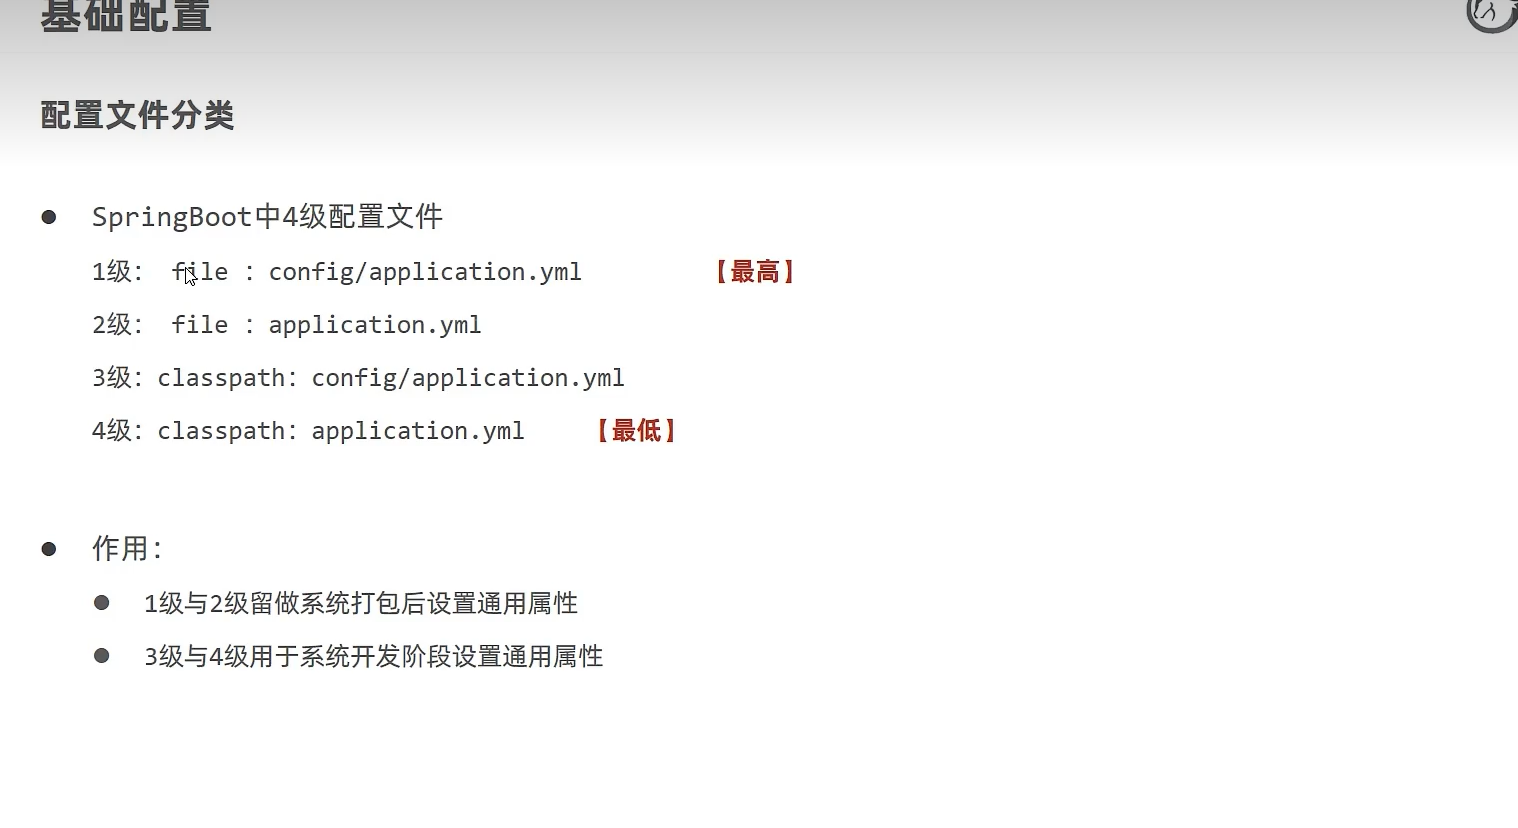 基础配置
配置文件分类
● SpringBoot中4级配置文件
1级： file ：config/application.yml 【最高】
2级： file ：application.yml
3级：classpath：config/application.yml
4级：classpath：application.yml 【最低】
● 作用：
● 1级与2级留做系统打包后设置通用属性
● 3级与4级用于系统开发阶段设置通用属性